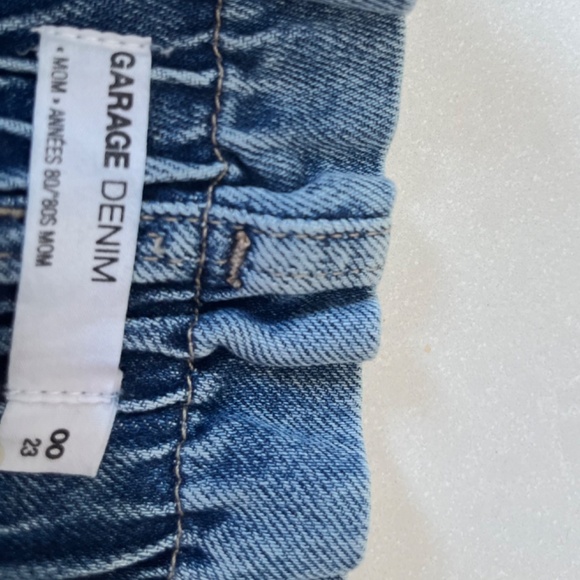 GARAGE DENIM
« MOM » ANNÉES 80/80S MOM
00
23